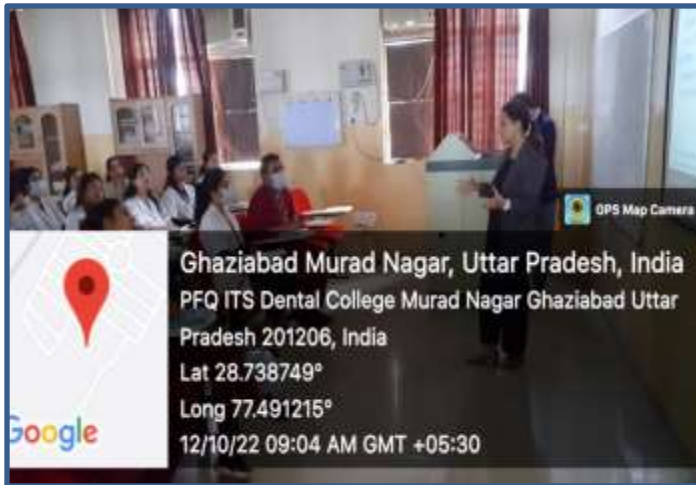 GPS Map Camera
Ghaziabad Murad Nagar, Uttar Pradesh, India
PFQ ITS Dental College Murad Nagar Ghaziabad Uttar
Pradesh 201206, India
Lat 28.738749°
Long 77.491215°
12/10/22 09:04 AM GMT +05:30
Google